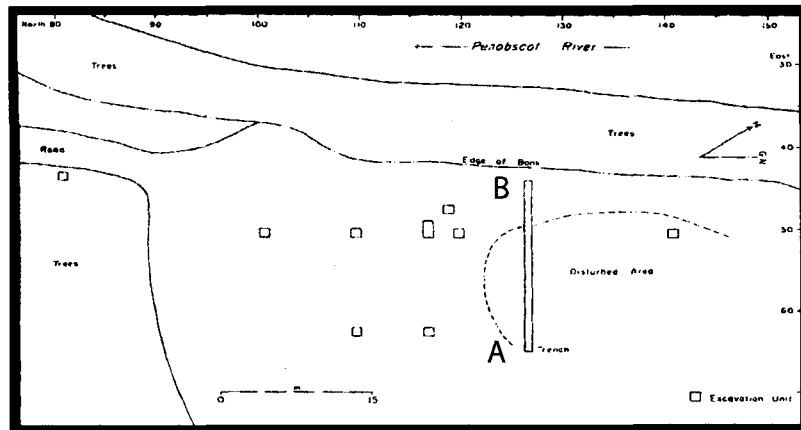 North 80 90 100 110 120 130 140 150
East
30
Penobscot River
Trees
Trees
N
40
Road
Edge of Bank
G N
B
50
Trees
Disturbed Area
60
A
Trench
m
0 15
Excavation Unit